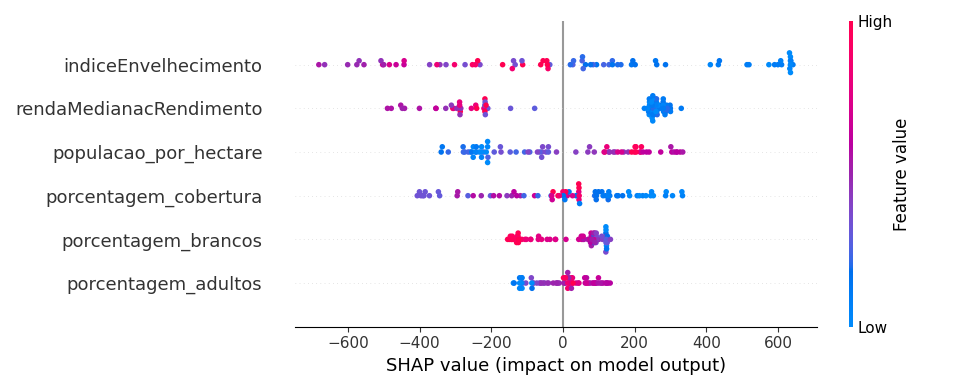 High
indiceEnvelhecimento
rendaMedianacRendimento
populacao_por_hectare
porcentagem_cobertura
porcentagem_brancos
porcentagem_adultos
Feature value
Low
−600 −400 −200 0 200 400 600
SHAP value (impact on model output)